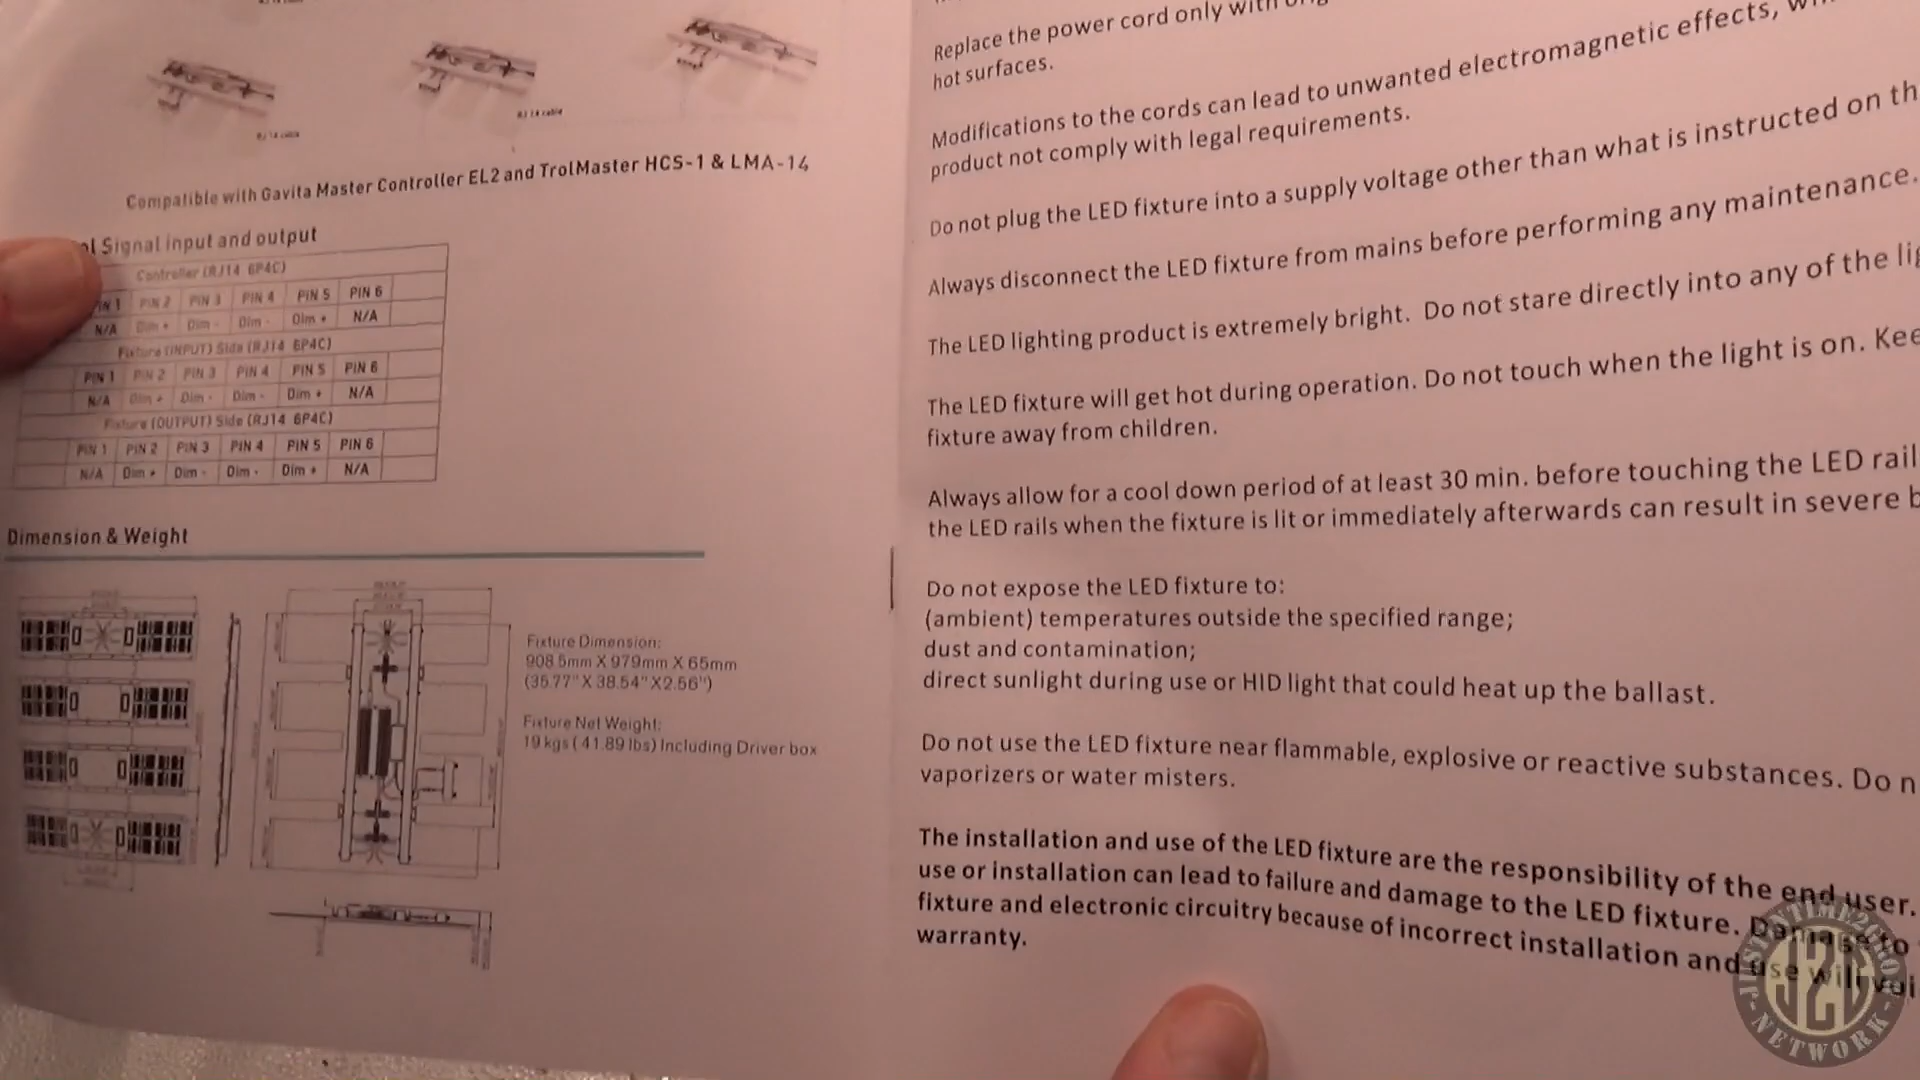 RJ 14 cable
RJ 14 cable
Compatible with Gavita Master Controller EL2 and TrolMaster HCS-1 & LMA-14
Signal input and output
Controller (RJ14 6P4C)
PIN 2 PIN 3 PIN 4 PIN 5 PIN 6
N/A Dim + Dim - Dim - Dim + N/A
Fixture (INPUT) Side (RJ14 6P4C)
PIN 1 PIN 2 PIN 3 PIN 4 PIN 5 PIN 6
N/A Dim + Dim - Dim - Dim + N/A
Fixture (OUTPUT) Side (RJ14 6P4C)
PIN 1 PIN 2 PIN 3 PIN 4 PIN 5 PIN 6
N/A Dim + Dim - Dim - Dim + N/A
Dimension & Weight
Fixture Dimension:
908.5mm X 979mm X 65mm
(35.77" X 38.54" X2.56")
Fixture Net Weight:
19 kgs ( 41.89 lbs) Including Driver box
Replace the power cord only with
hot surfaces.
Modifications to the cords can lead to unwanted electromagnetic effects,
product not comply with legal requirements.
Do not plug the LED fixture into a supply voltage other than what is instructed on
Always disconnect the LED fixture from mains before performing any maintenance.
The LED lighting product is extremely bright. Do not stare directly into any of the
The LED fixture will get hot during operation. Do not touch when the light is on.
fixture away from children.
Always allow for a cool down period of at least 30 min. before touching the LED
the LED rails when the fixture is lit or immediately afterwards can result in severe
Do not expose the LED fixture to:
(ambient) temperatures outside the specified range;
dust and contamination;
direct sunlight during use or HID light that could heat up the ballast.
Do not use the LED fixture near flammable, explosive or reactive substances. Do
vaporizers or water misters.
The installation and use of the LED fixture are the responsibility of the end user.
use or installation can lead to failure and damage to the LED fixture. Damage to
fixture and electronic circuitry because of incorrect installation and use will
warranty.
JUSTINTIME2GROW
J2G
NETWORK